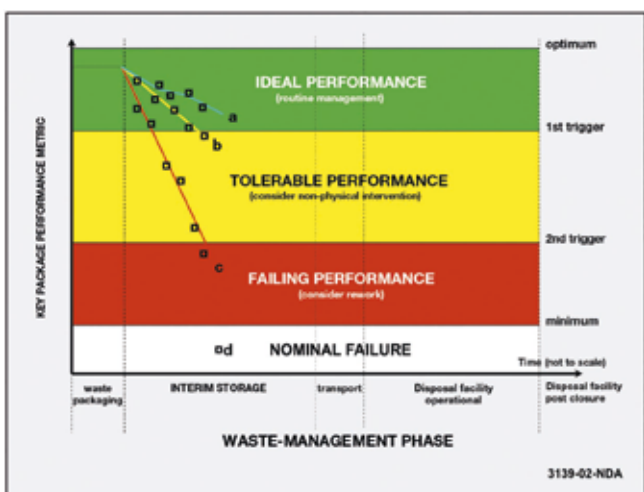 optimum
IDEAL PERFORMANCE
(routine management)
a
1st trigger
b
TOLERABLE PERFORMANCE
(consider non-physical intervention)
2nd trigger
c
FAILING PERFORMANCE
(consider rework)
minimum
d
NOMINAL FAILURE
Time (not to scale)
KEY PACKAGE PERFORMANCE METRIC
waste
packaging
INTERIM STORAGE
transport
Disposal facility
operational
Disposal facility
post closure
WASTE-MANAGEMENT PHASE
3139-02-NDA